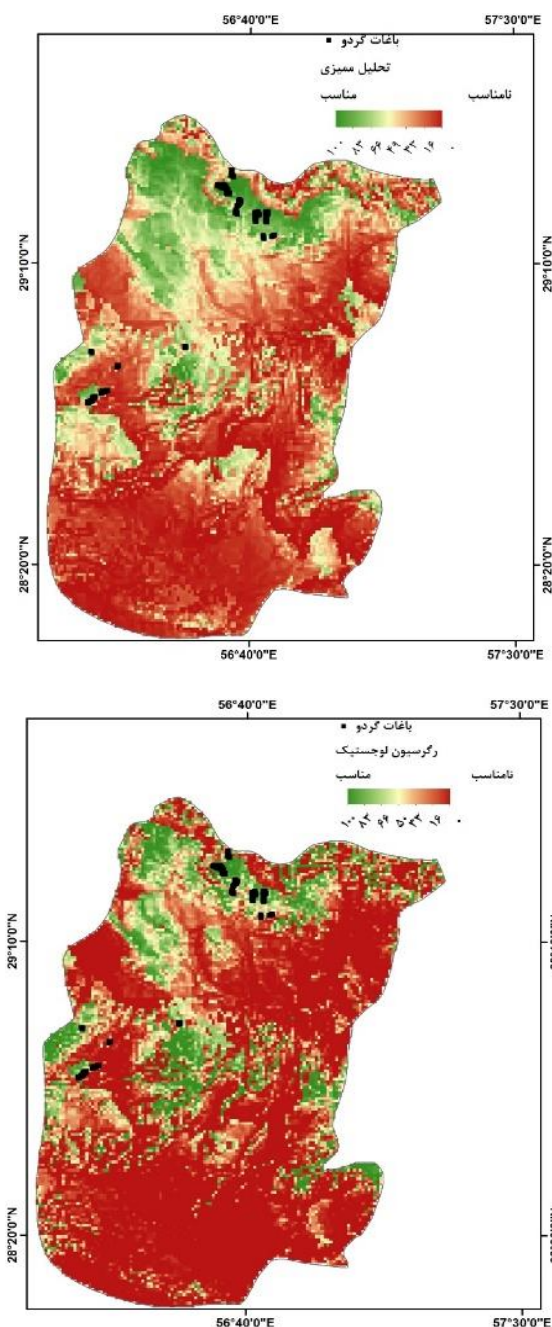 56°40'0"E 57°30'0"E
باغات گردو
تحلیل ممیزی
مناسب نامناسب
۱۰۰ ۸۳ ۶۶ ۴۹ ۳۳ ۱۶ ۰
29°10'0"N 29°10'0"N
28°20'0"N 28°20'0"N
56°40'0"E 57°30'0"E
56°40'0"E 57°30'0"E
باغات گردو
رگرسیون لوجستیک
مناسب نامناسب
۱۰۰ ۸۳ ۶۶ ۵۰ ۳۳ ۱۶ ۰
29°10'0"N
28°20'0"N
56°40'0"E 57°30'0"E